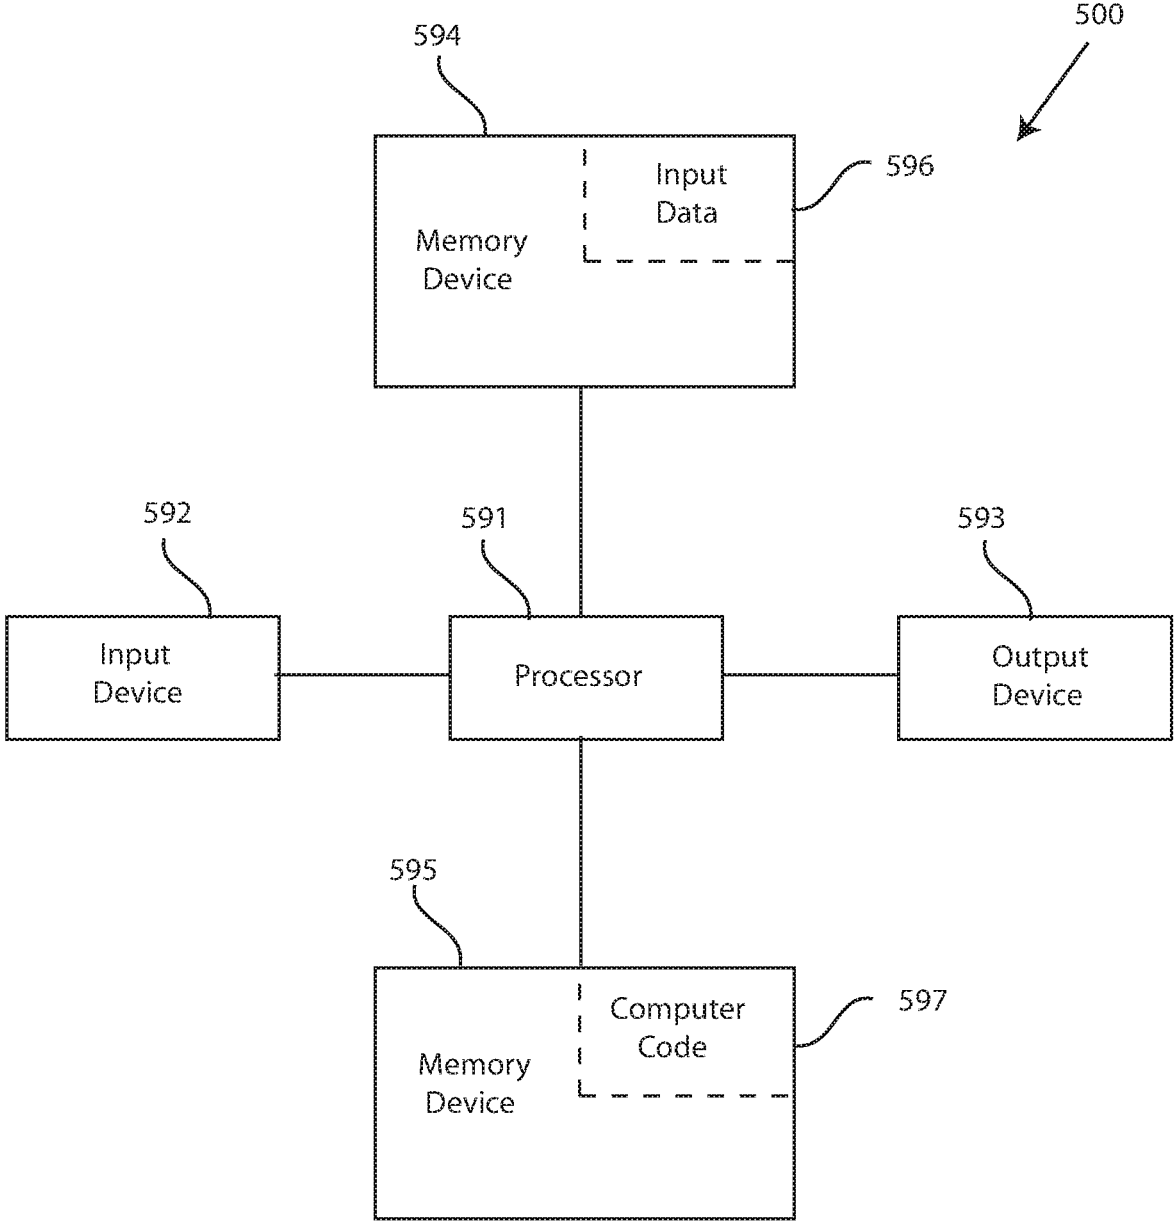 500
594
596
Input
Data
Memory
Device
592
591
593
Input
Device
Processor
Output
Device
595
597
Computer
Code
Memory
Device